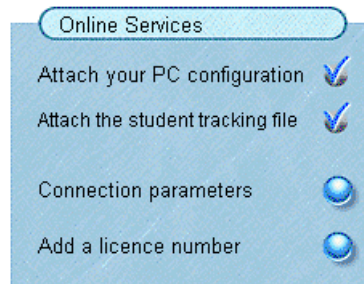 Online Services
Attach your PC configuration
Attach the student tracking file
Connection parameters
Add a licence number